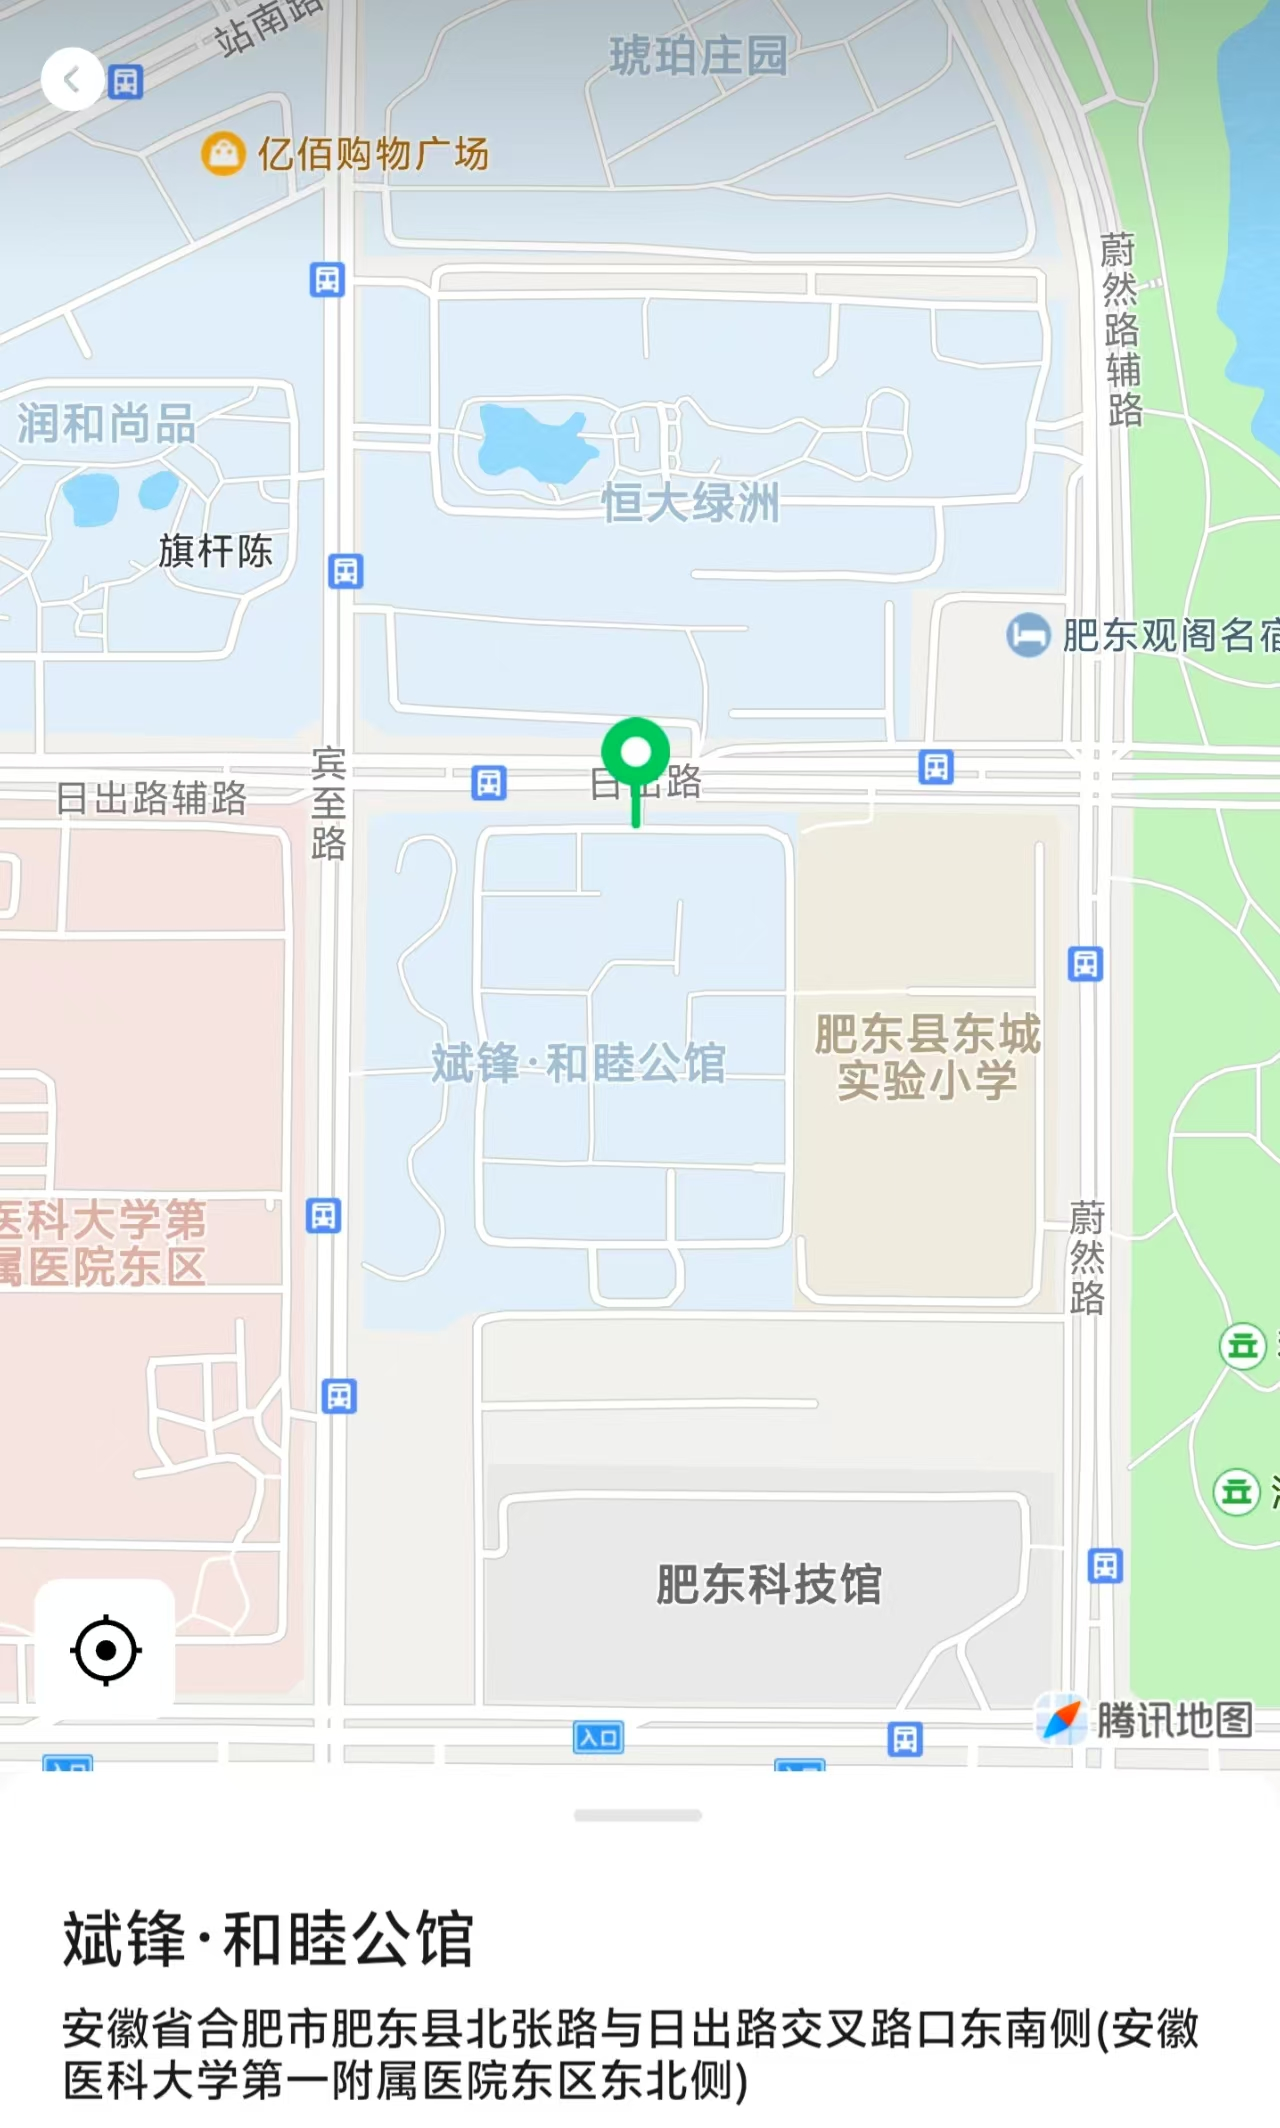 站南路
琥珀庄园
亿佰购物广场
蔚然路辅路
润和尚品
恒大绿洲
旗杆陈
肥东观阁名宿
宾至路
日出路
日出路辅路
肥东县东城
实验小学
斌锋·和睦公馆
医科大学第
属医院东区
蔚然路
肥东科技馆
腾讯地图
入口
斌锋·和睦公馆
安徽省合肥市肥东县北张路与日出路交叉路口东南侧(安徽
医科大学第一附属医院东区东北侧)